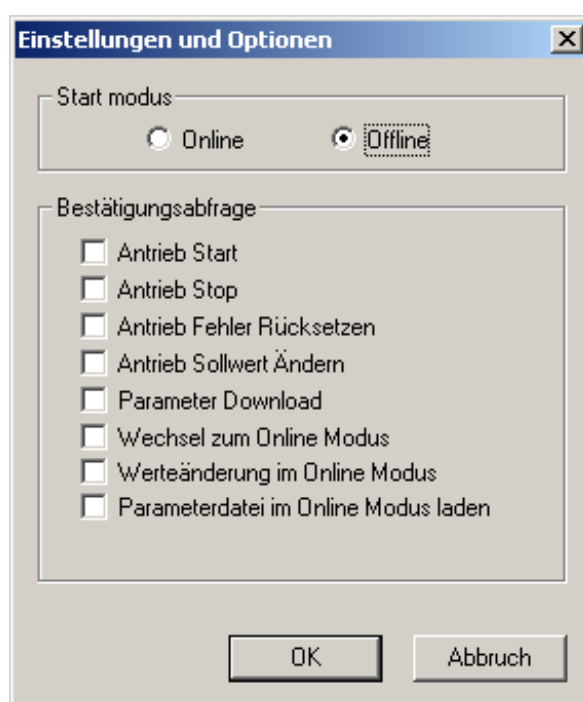 Einstellungen und Optionen
Start modus
Online Offline
Bestätigungsabfrage
Antrieb Start
Antrieb Stop
Antrieb Fehler Rücksetzen
Antrieb Sollwert Ändern
Parameter Download
Wechsel zum Online Modus
Werteänderung im Online Modus
Parameterdatei im Online Modus laden
OK Abbruch